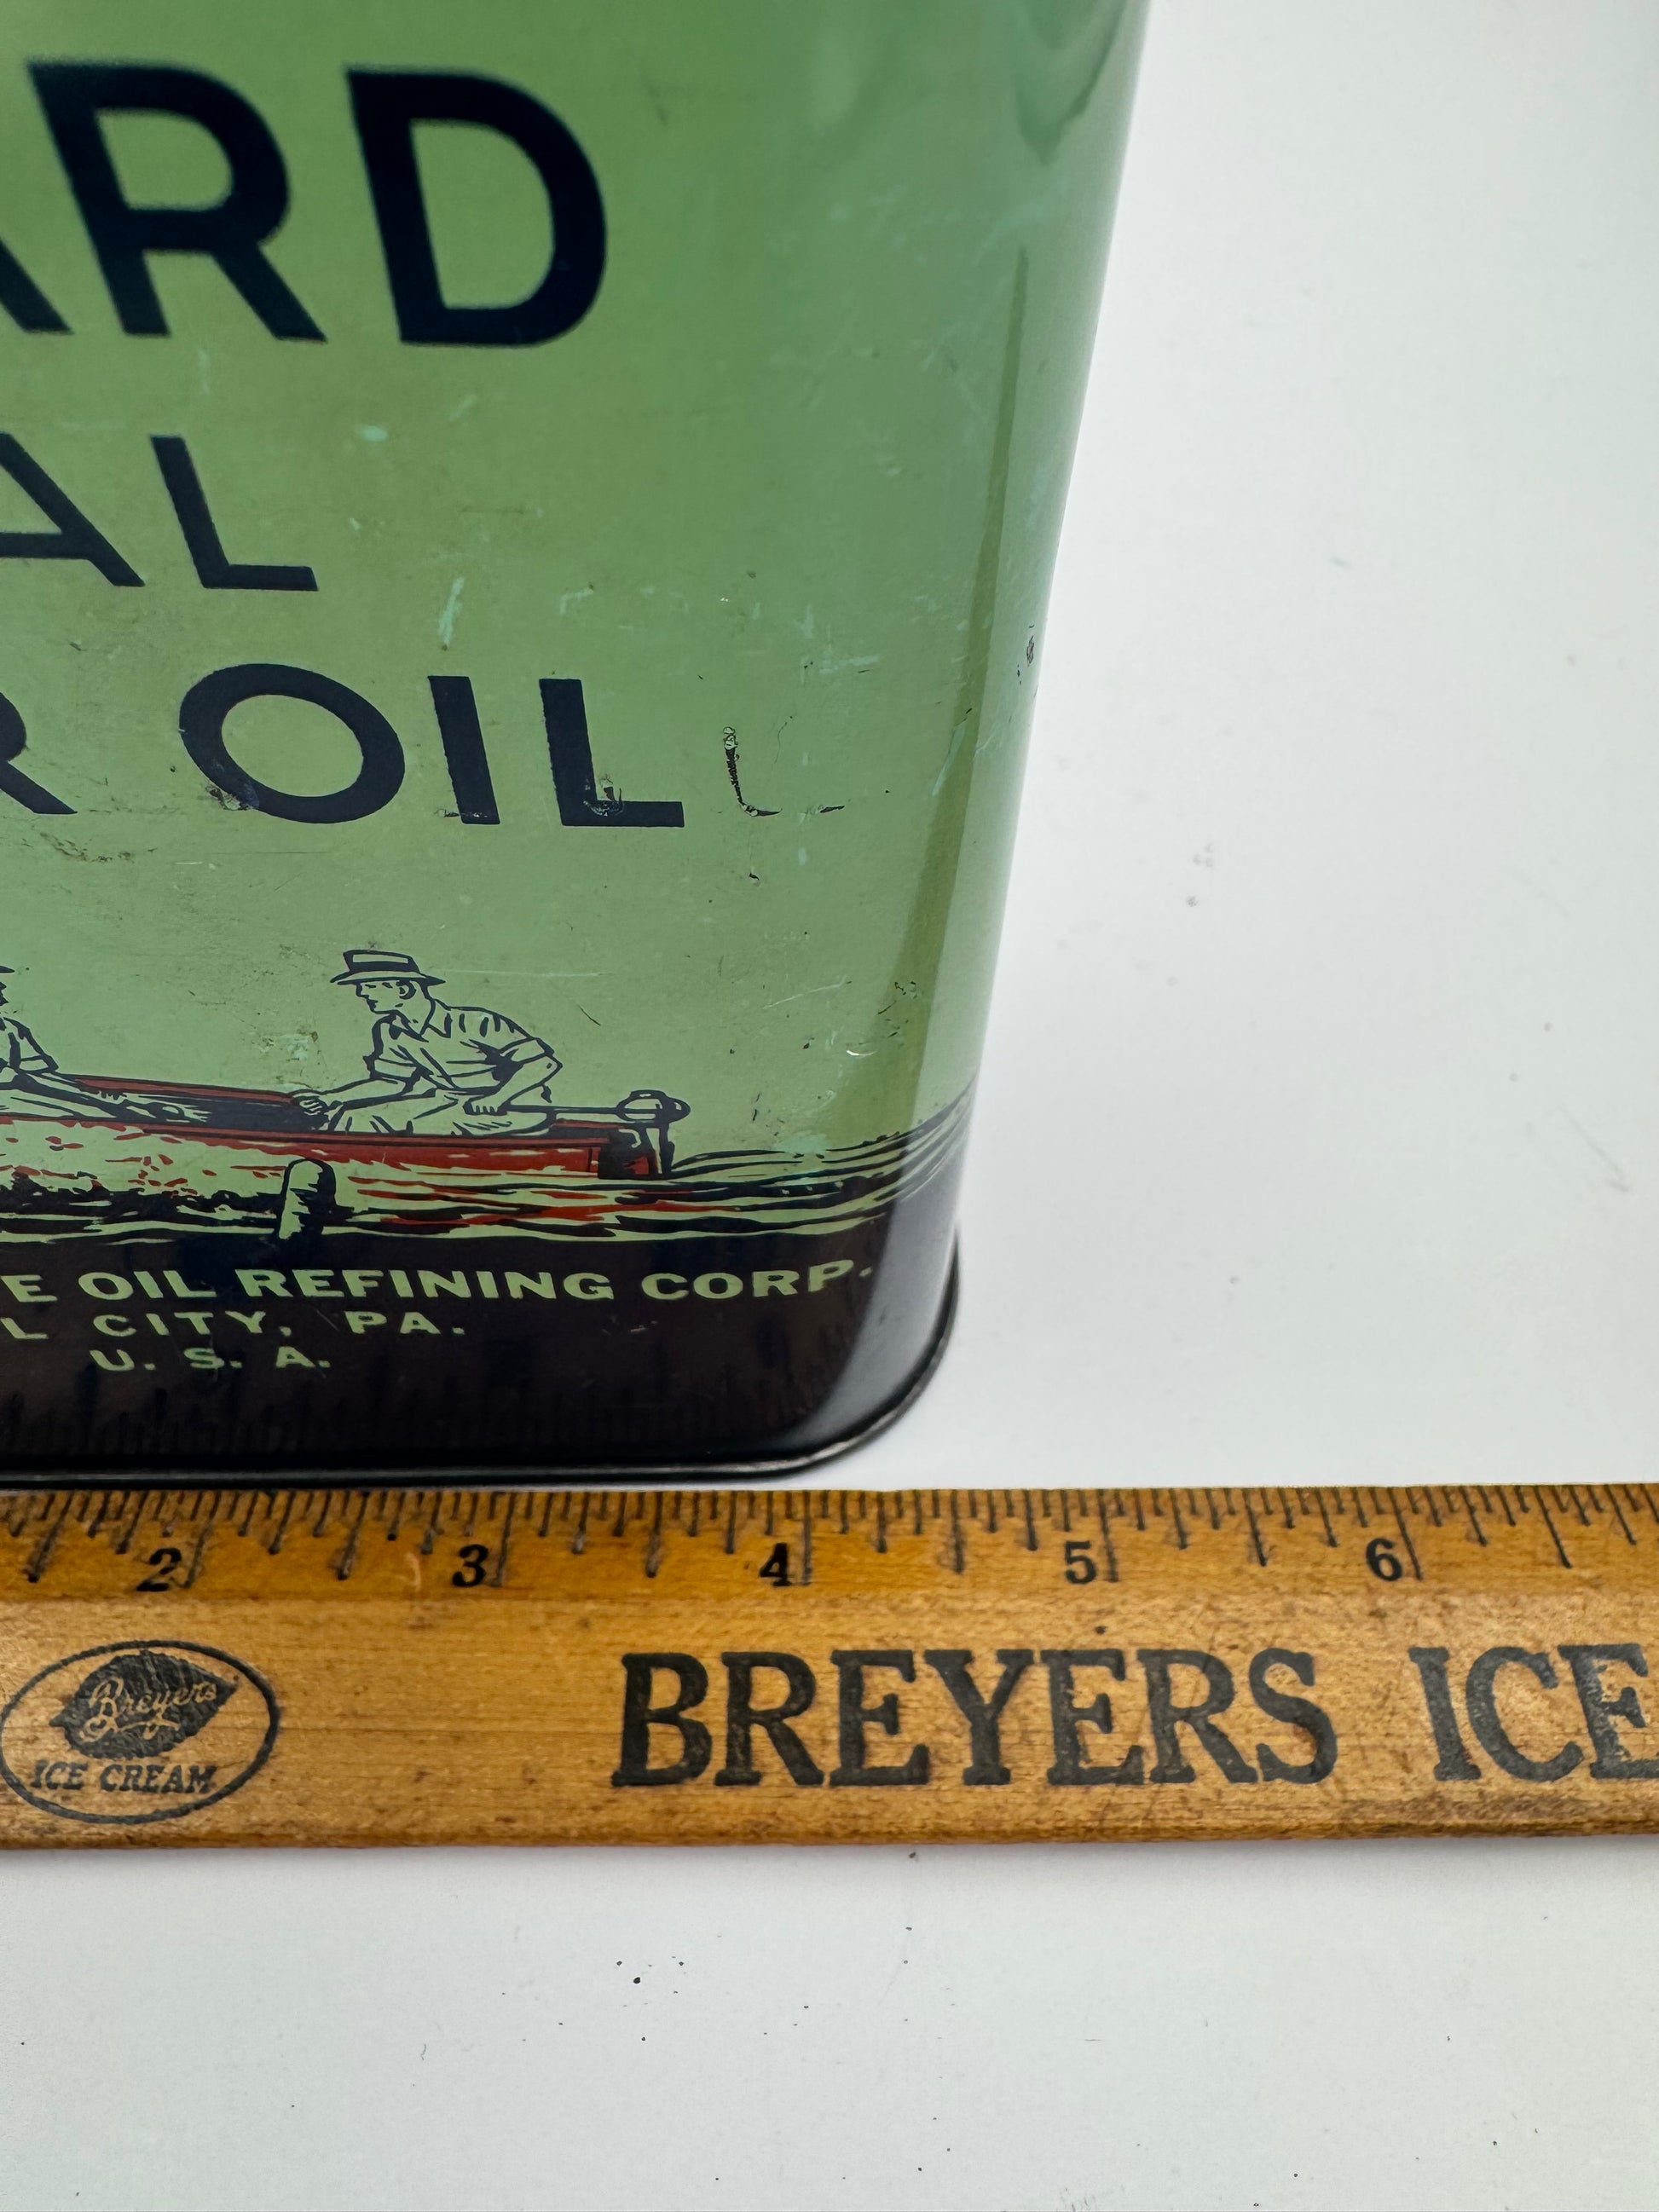 ARD
AL
R OIL
E OIL REFINING CORP.
L CITY, PA.
U. S. A.
2 3 4 5 6
Breyers
ICE CREAM
BREYERS ICE